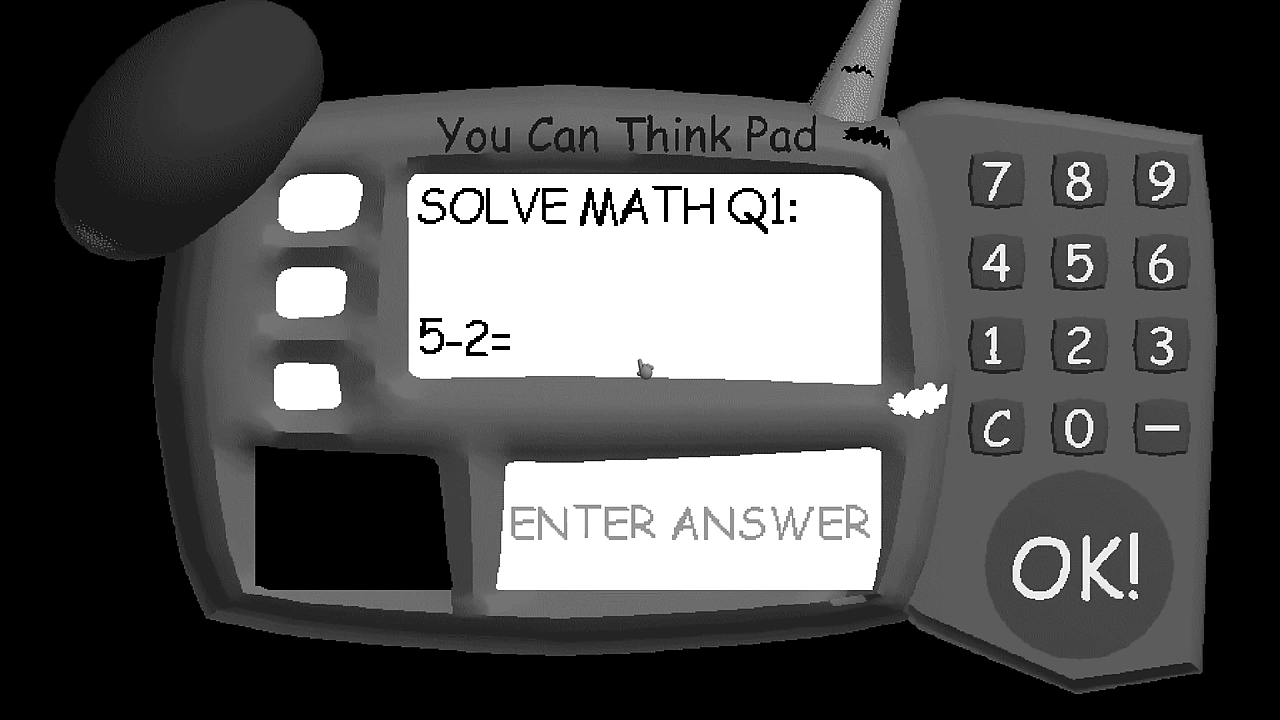 You Can Think Pad
SOLVE MATH Q1:
5-2=
ENTER ANSWER
7 8 9
4 5 6
1 2 3
C 0 −
OK!